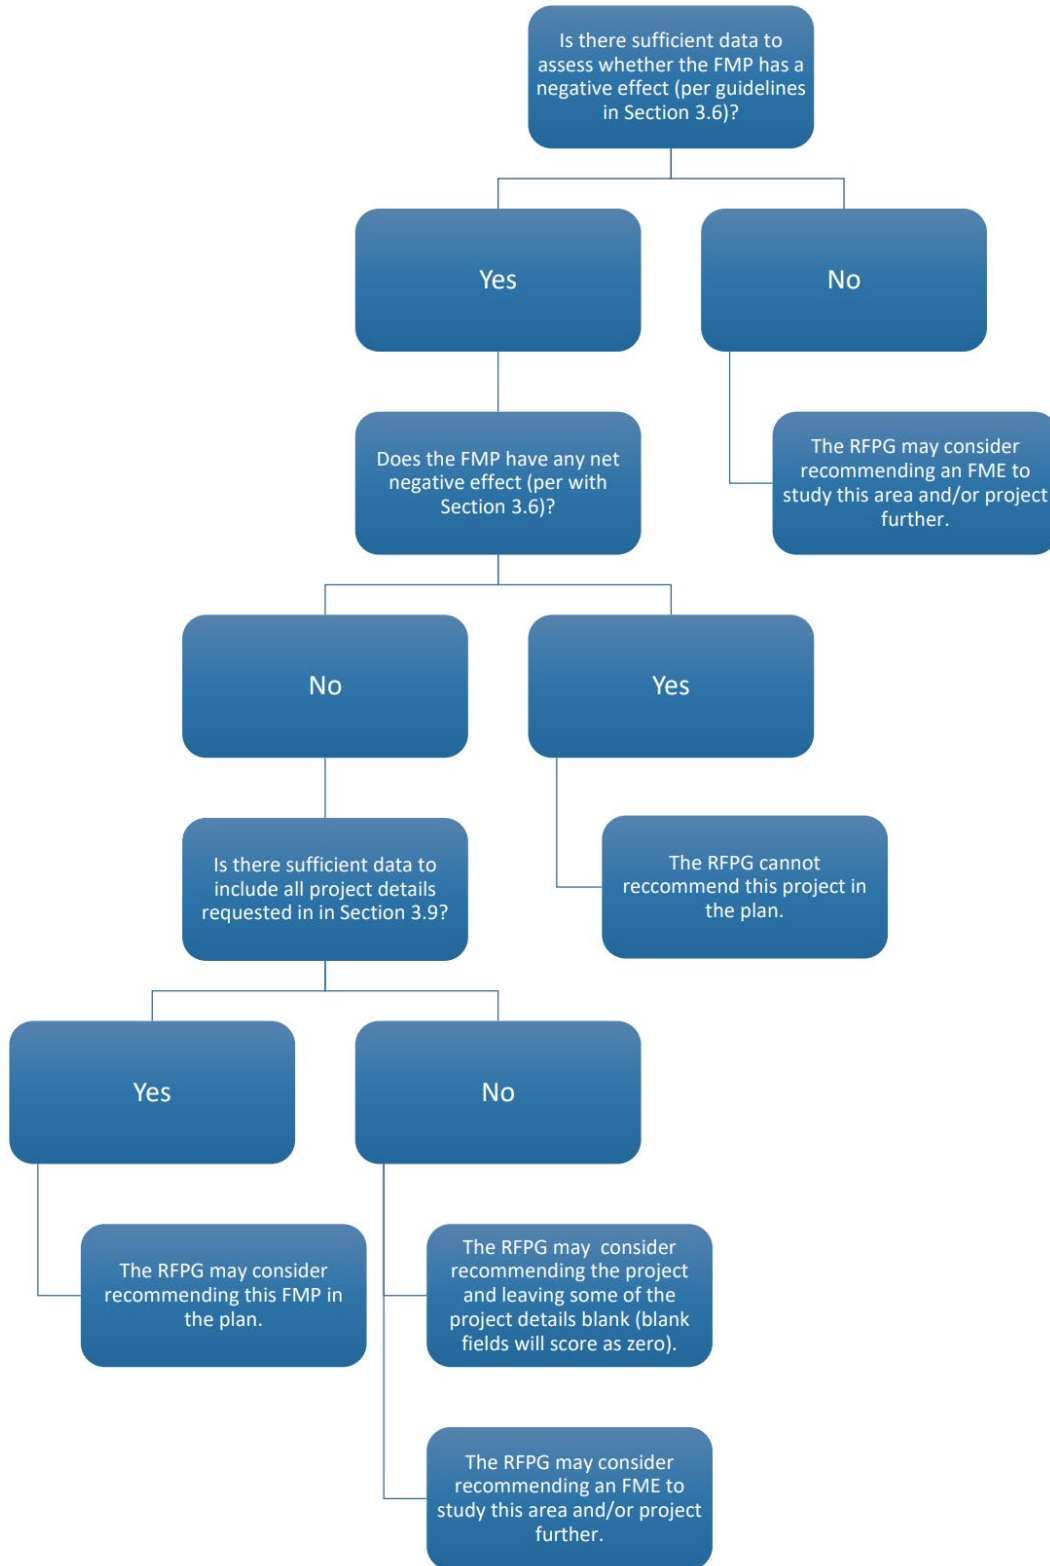 Is there sufficient data to
assess whether the FMP has a
negative effect (per guidelines
in Section 3.6)?
Yes
No
Does the FMP have any net
negative effect (per with
Section 3.6)?
The RFPG may consider
recommending an FME to
study this area and/or project
further.
No
Yes
Is there sufficient data to
include all project details
requested in in Section 3.9?
The RFPG cannot
reccommend this project in
the plan.
Yes
No
The RFPG may consider
recommending this FMP in
the plan.
The RFPG may  consider
recommending the project
and leaving some of the
project details blank (blank
fields will score as zero).
The RFPG may consider
recommending an FME to
study this area and/or project
further.